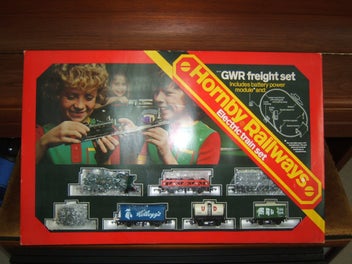 GWR freight set
Includes battery power
module and
Hornby Railways
Electric train set
Kellogg's